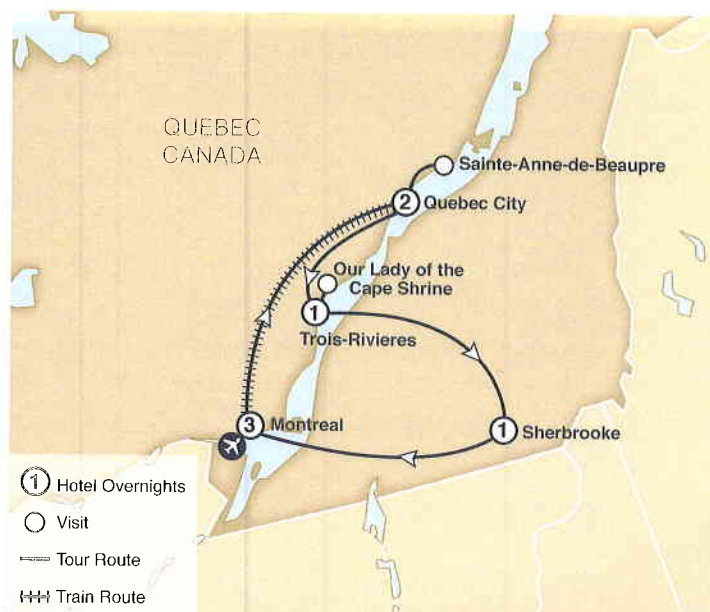 QUEBEC
CANADA
Sainte-Anne-de-Beaupre
2 Quebec City
Our Lady of the
Cape Shrine
1
Trois-Rivieres
3 Montreal
1 Sherbrooke
1 Hotel Overnights
Visit
Tour Route
Train Route